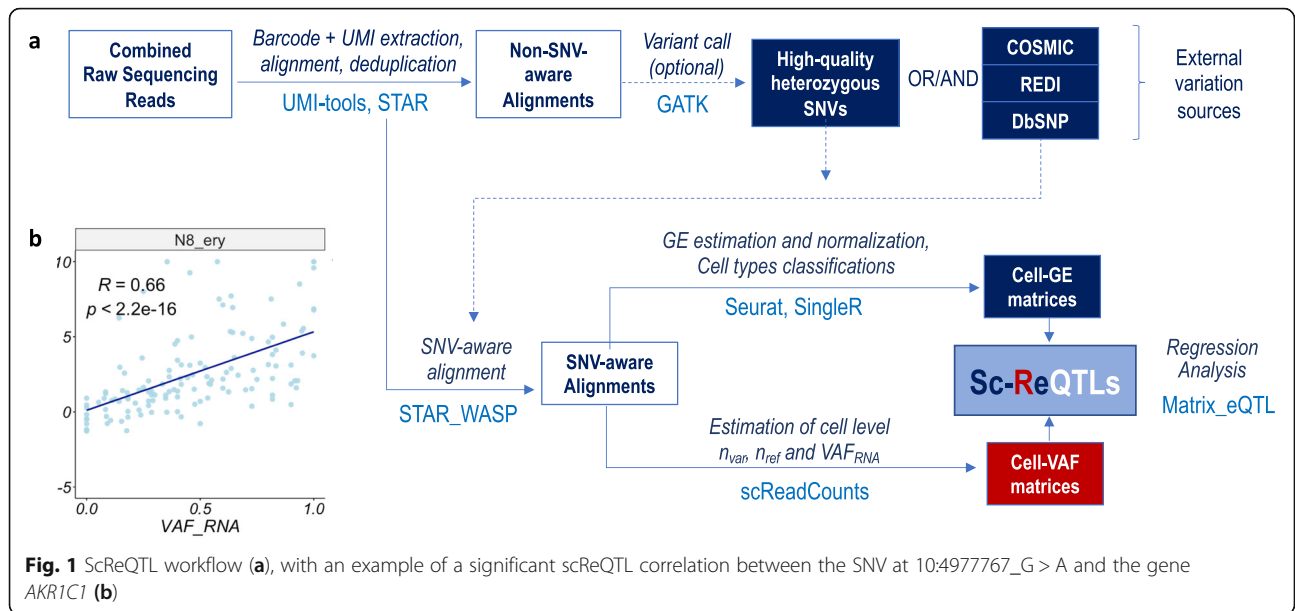 a
Combined
Raw Sequencing
Reads
Barcode + UMI extraction,
alignment, deduplication
UMI-tools, STAR
Non-SNV-
aware
Alignments
Variant call
(optional)
GATK
High-quality
heterozygous
SNVs
OR/AND
COSMIC
REDI
DbSNP
External
variation
sources
b
N8_ery
R = 0.66
p < 2.2e-16
10
5
0
-5
0.0
0.5
1.0
VAF_RNA
SNV-aware
alignment
STAR_WASP
SNV-aware
Alignments
GE estimation and normalization,
Cell types classifications
Seurat, SingleR
Cell-GE
matrices
Sc-ReQTLs
Regression
Analysis
Matrix_eQTL
Estimation of cell level
nvar, nref and VAFRNA
scReadCounts
Cell-VAF
matrices
Fig. 1 ScReQTL workflow (a), with an example of a significant scReQTL correlation between the SNV at 10:4977767_G > A and the gene
AKR1C1 (b)